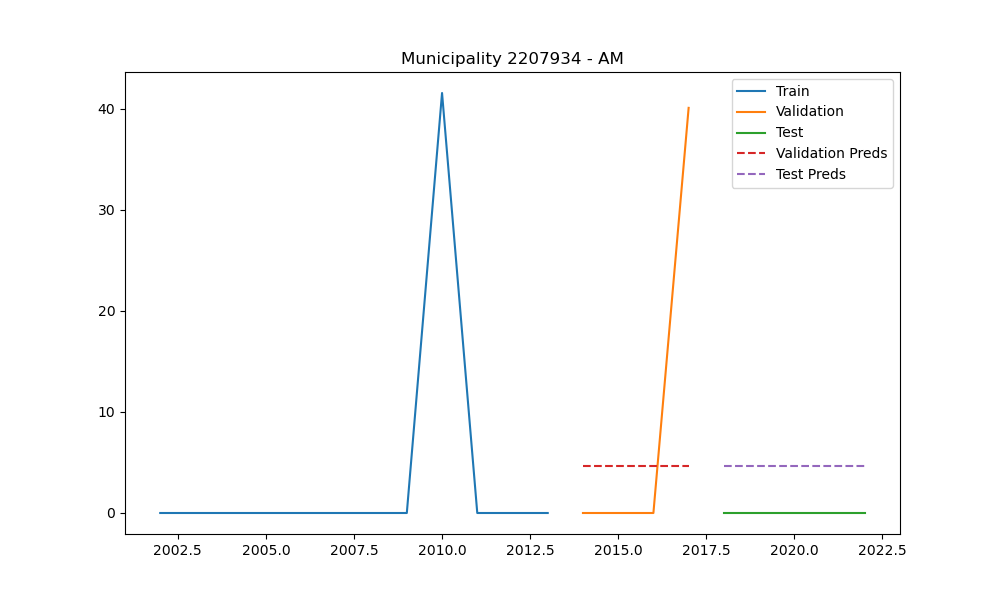 Municipality 2207934 - AM
Train
Validation
Test
Validation Preds
Test Preds
40
30
20
10
0
2002.5 2005.0 2007.5 2010.0 2012.5 2015.0 2017.5 2020.0 2022.5